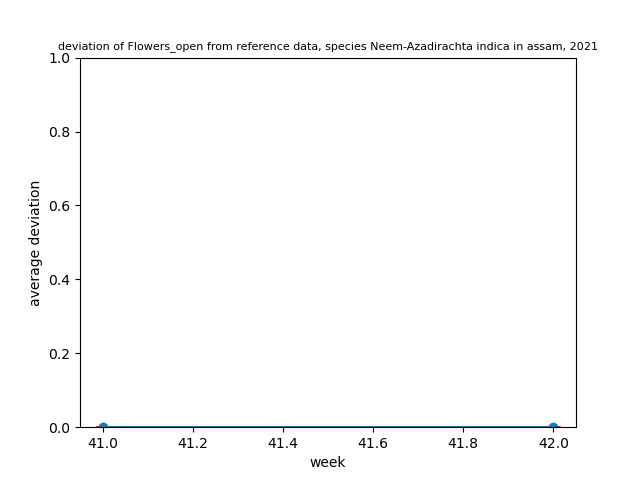 deviation of Flowers_open from reference data, species Neem-Azadirachta indica in assam, 2021
1.0
0.8
0.6
0.4
0.2
0.0
average deviation
41.0 41.2 41.4 41.6 41.8 42.0
week